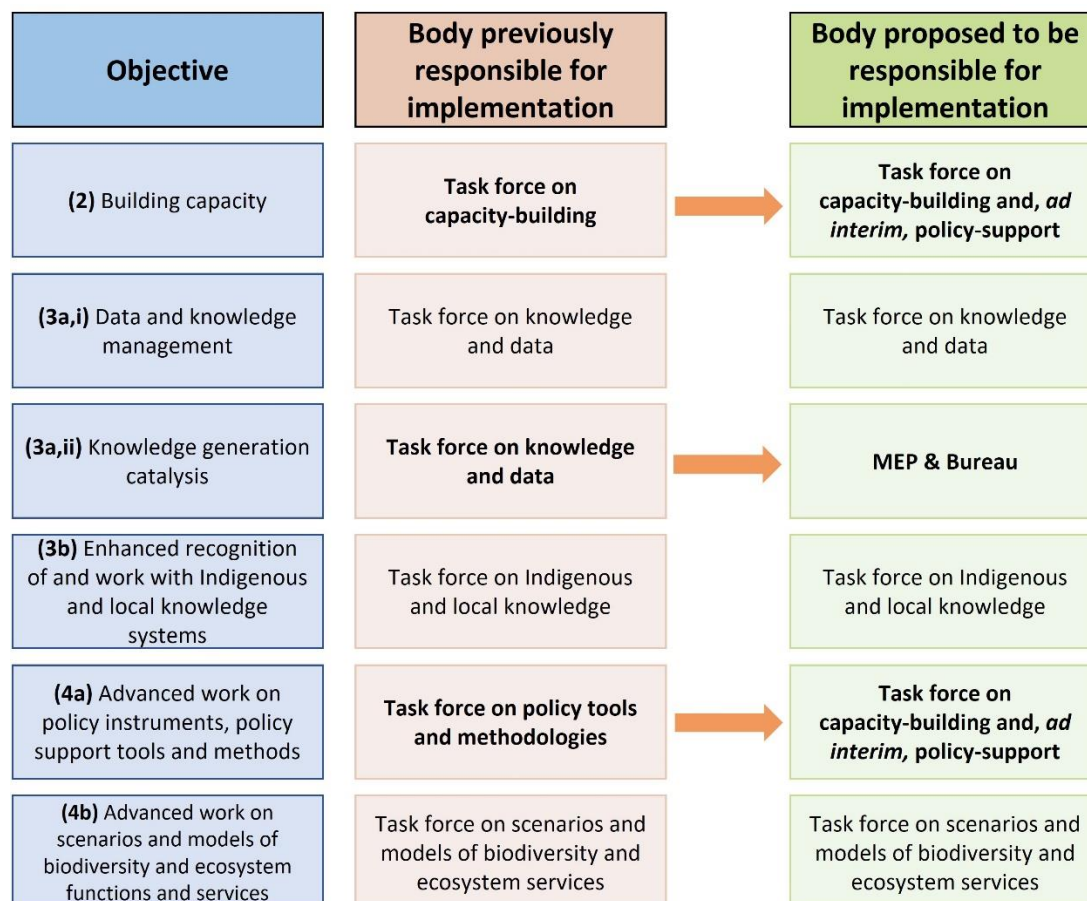 Objective
Body previously
responsible for
implementation
Body proposed to be
responsible for
implementation
(2) Building capacity
Task force on
capacity-building
Task force on
capacity-building and, ad
interim, policy-support
(3a,i) Data and knowledge
management
Task force on knowledge
and data
Task force on knowledge
and data
(3a,ii) Knowledge generation
catalysis
Task force on knowledge
and data
MEP & Bureau
(3b) Enhanced recognition
of and work with Indigenous
and local knowledge
systems
Task force on Indigenous
and local knowledge
Task force on Indigenous
and local knowledge
(4a) Advanced work on
policy instruments, policy
support tools and methods
Task force on policy tools
and methodologies
Task force on
capacity-building and, ad
interim, policy-support
(4b) Advanced work on
scenarios and models of
biodiversity and ecosystem
functions and services
Task force on scenarios and
models of biodiversity and
ecosystem services
Task force on scenarios and
models of biodiversity and
ecosystem services